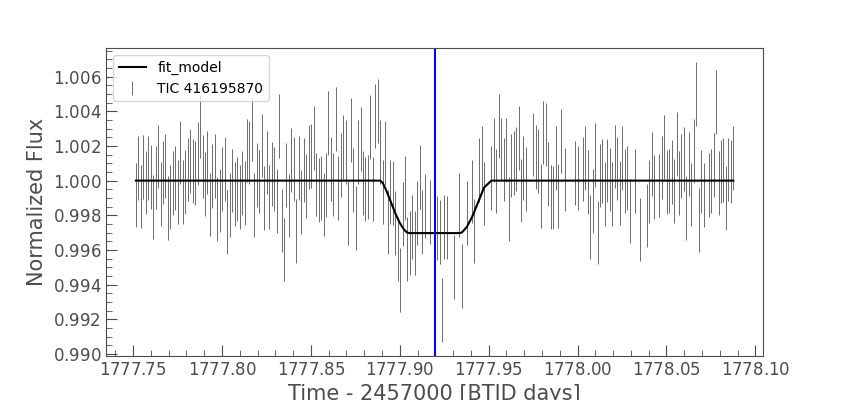 fit_model
TIC 416195870
1.006
1.004
1.002
1.000
0.998
0.996
0.994
0.992
0.990
Normalized Flux
1777.75 1777.80 1777.85 1777.90 1777.95 1778.00 1778.05 1778.10
Time - 2457000 [BTJD days]